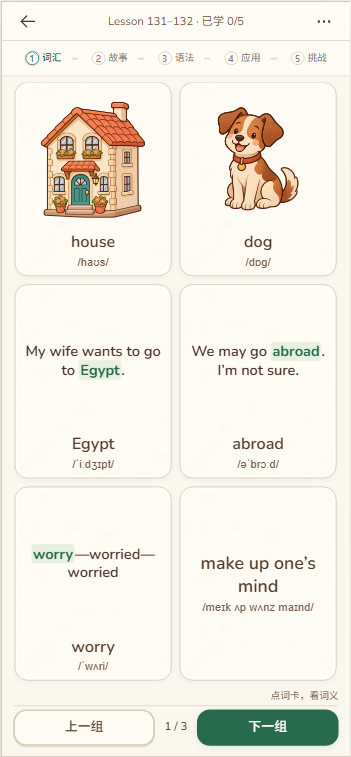 Lesson 131–132 · 已学 0/5
1 词汇 2 故事 3 语法 4 应用 5 挑战
house
/haʊs/
dog
/dɒg/
My wife wants to go
to Egypt.
Egypt
/ˈiːdʒɪpt/
We may go abroad.
I'm not sure.
abroad
/əˈbrɔːd/
worry—worried—
worried
worry
/ˈwʌri/
make up one's
mind
/meɪk ʌp wʌnz maɪnd/
点词卡，看词义
上一组
1 / 3
下一组